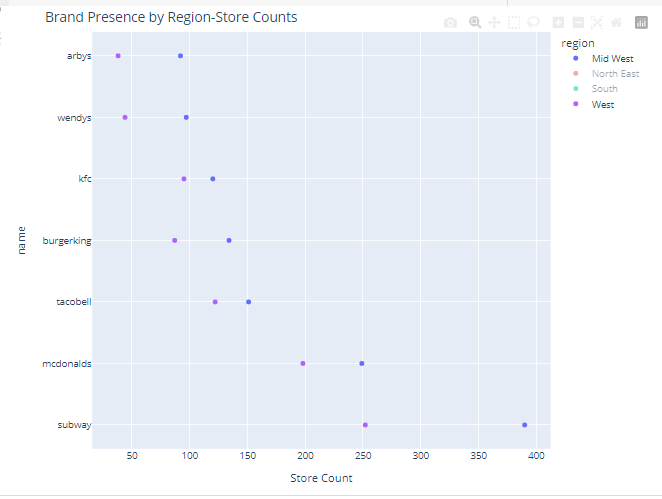 Brand Presence by Region-Store Counts
region
Mid West
North East
South
West
name
arbys
wendys
kfc
burgerking
tacobell
mcdonalds
subway
50 100 150 200 250 300 350 400
Store Count